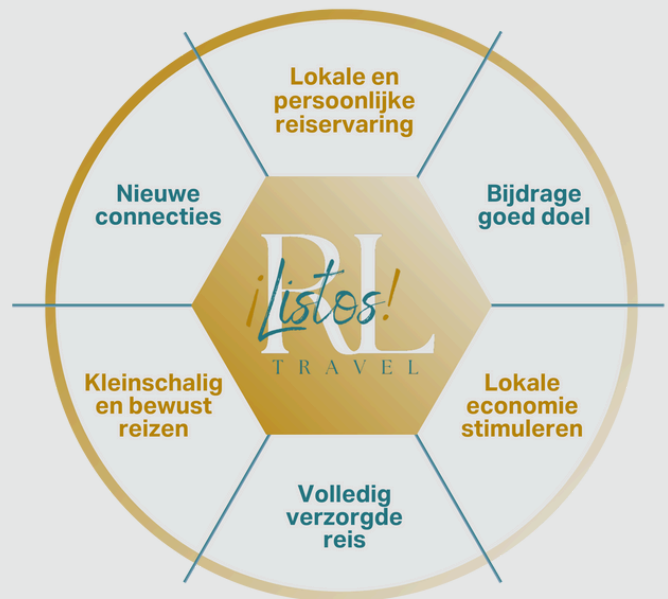 Lokale en
persoonlijke
reiservaring
Bijdrage
goed doel
Lokale
economie
stimuleren
Volledig
verzorgde
reis
Kleinschalig
en bewust
reizen
Nieuwe
connecties
RL
¡Listos!
TRAVEL